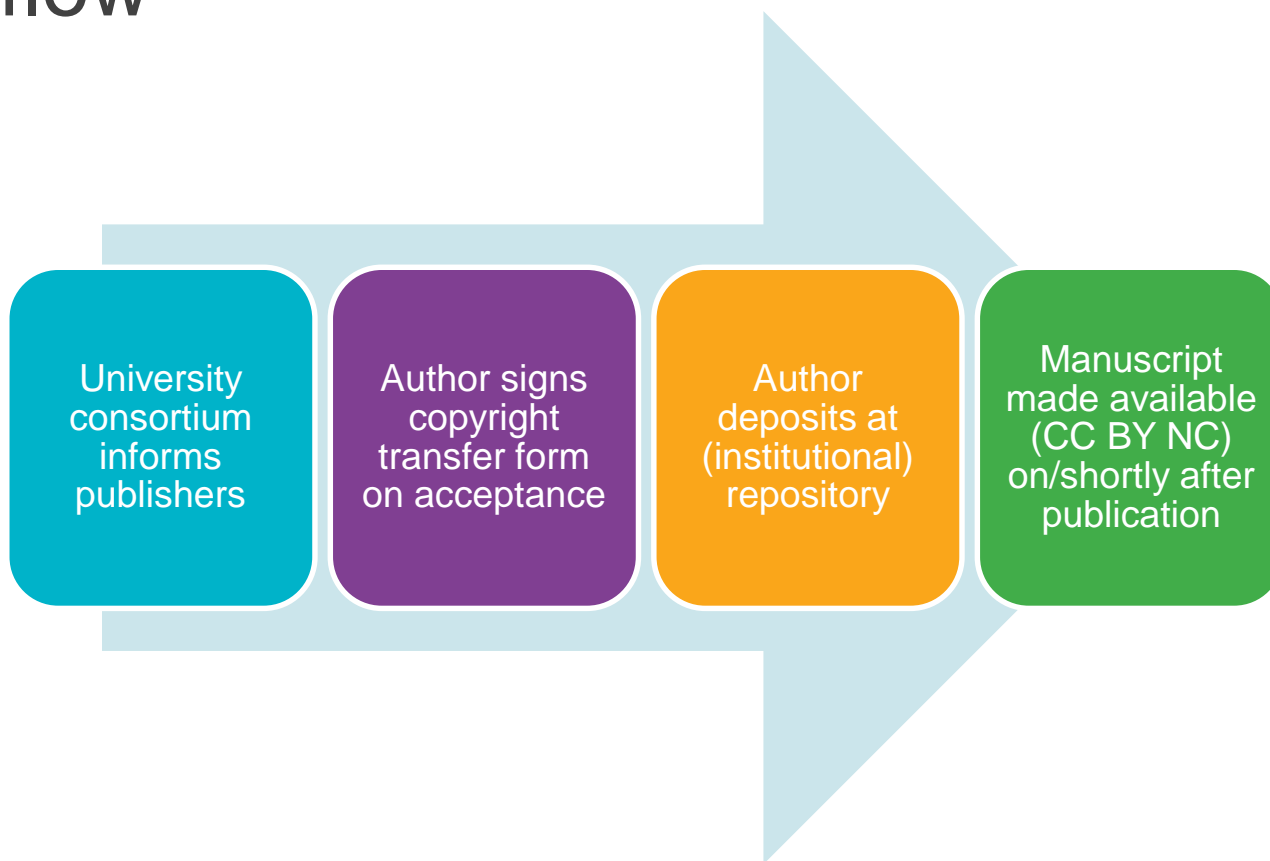 University
consortium
informs
publishers
Author signs
copyright
transfer form
on acceptance
Author
deposits at
(institutional)
repository
Manuscript
made available
(CC BY NC)
on/shortly after
publication